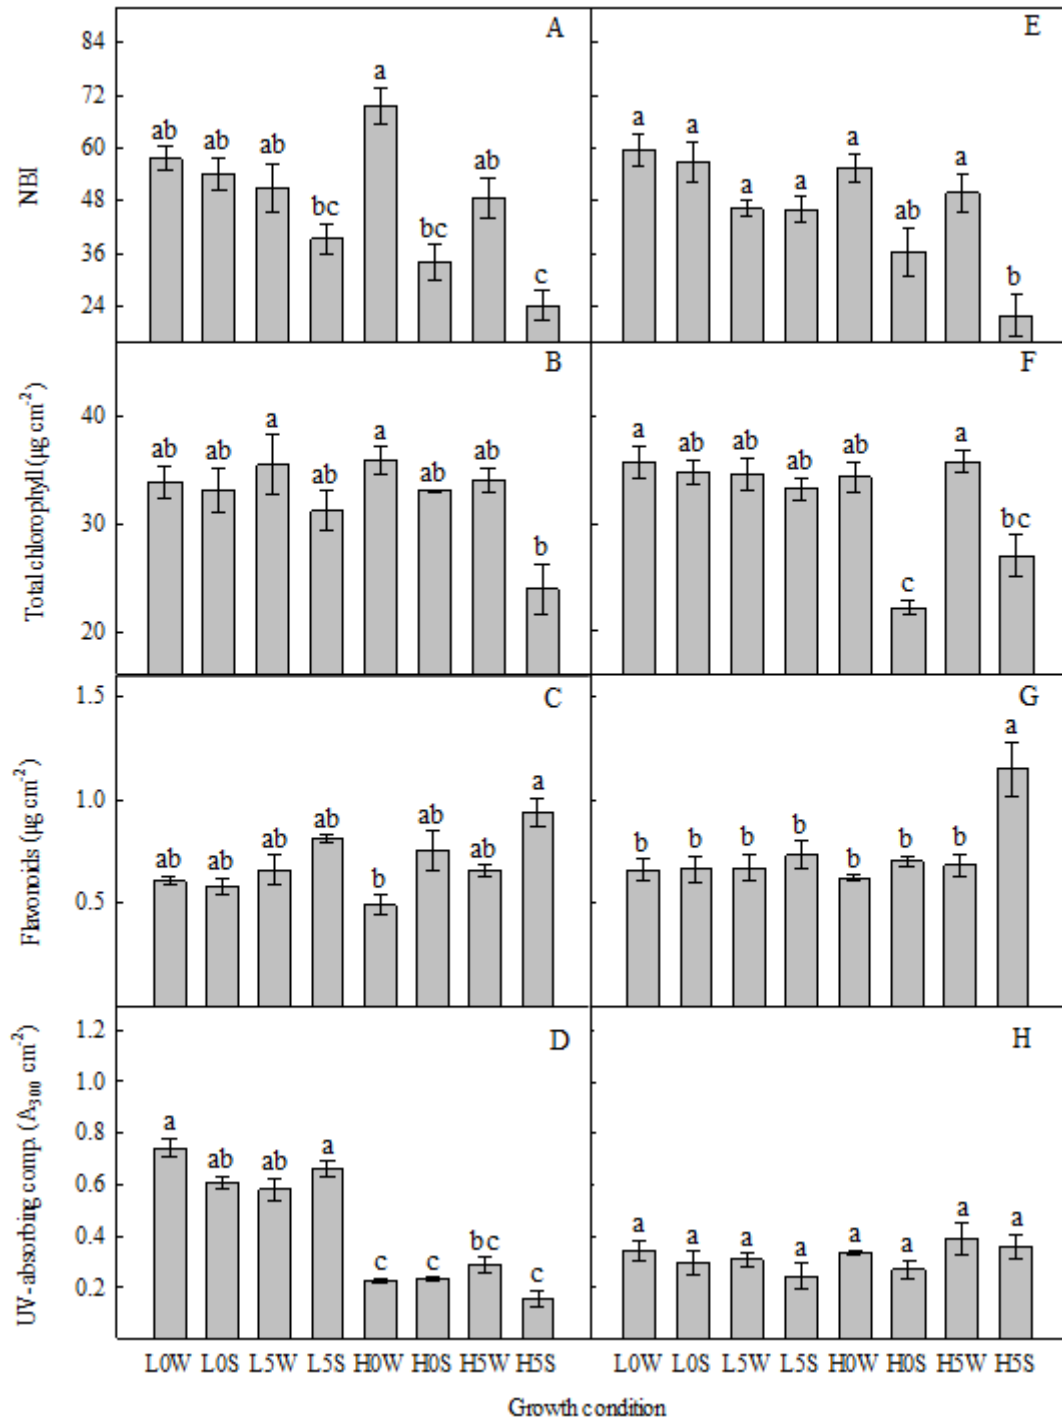 A
E
84
72
60
48
36
24
NBI
ab ab ab bc a bc ab c
a a a a a ab a b
B
F
40
30
20
Total chlorophyll (μg cm⁻²)
ab ab a ab a ab ab b
a ab ab ab ab c a bc
C
G
1.5
1.0
0.5
Flavonoids (μg cm⁻²)
ab ab ab ab b ab ab a
b b b b b b b a
D
H
1.2
1.0
0.8
0.6
0.4
0.2
UV-absorbing comp. (A₃₀₀ cm⁻²)
a ab ab a c c bc c
a a a a a a a a
L0W L0S L5W L5S H0W H0S H5W H5S
L0W L0S L5W L5S H0W H0S H5W H5S
Growth condition